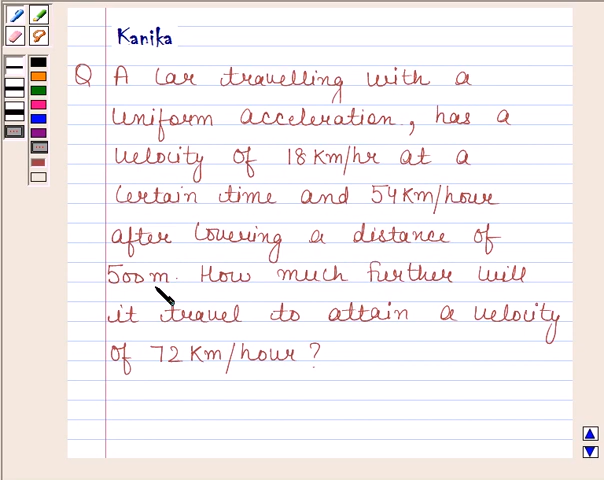 Kanika
Q A car travelling with a
uniform acceleration, has a
velocity of 18 Km/hr at a
certain time and 54 Km/hour
after covering a distance of
500 m. How much further will
it travel to attain a velocity
of 72 Km/hour?